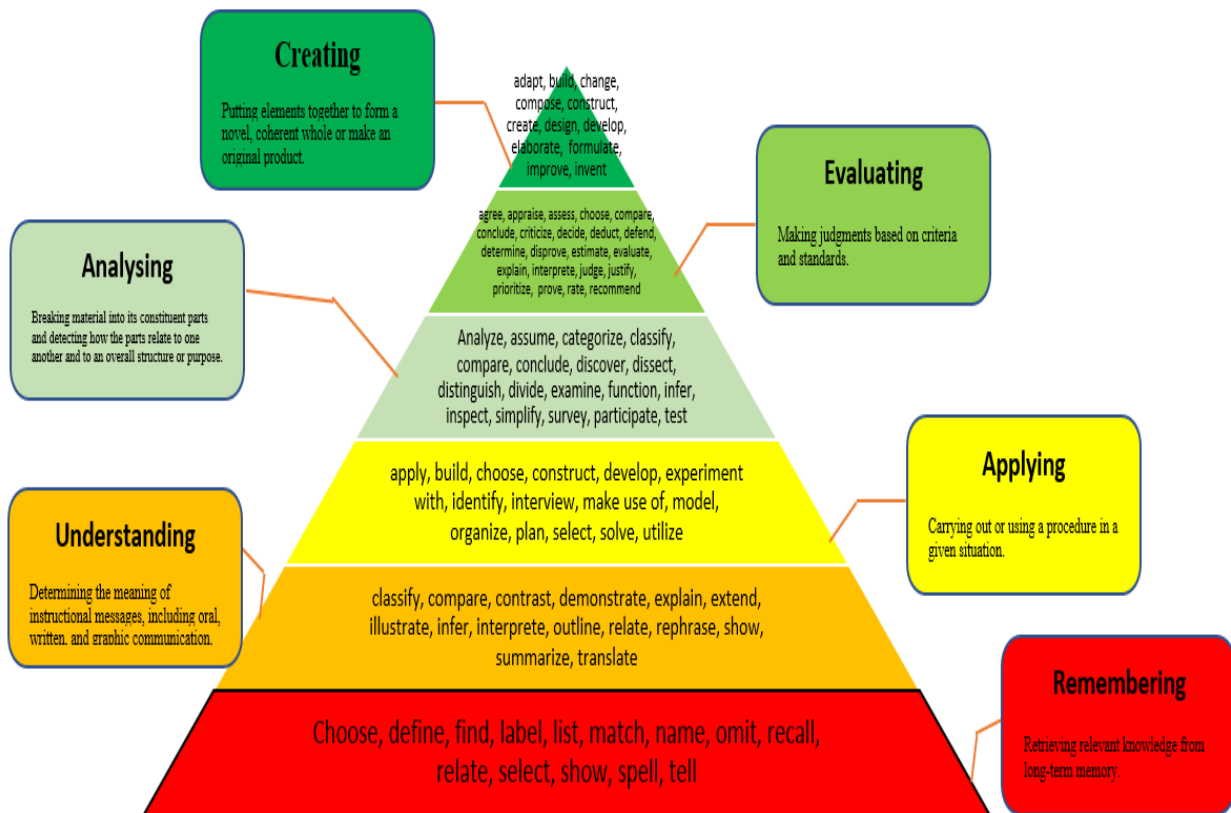 Creating
Putting elements together to form a
novel, coherent whole or make an
original product.
adapt, build, change,
compose, construct,
create, design, develop,
elaborate, formulate,
improve, invent
Evaluating
Making judgments based on criteria
and standards.
agree, appraise, assess, choose, compare,
conclude, criticize, decide, deduct, defend,
determine, disprove, estimate, evaluate,
explain, interprete, judge, justify,
prioritize, prove, rate, recommend
Analysing
Breaking material into its constituent parts
and detecting how the parts relate to one
another and to an overall structure or purpose.
Analyze, assume, categorize, classify,
compare, conclude, discover, dissect,
distinguish, divide, examine, function, infer,
inspect, simplify, survey, participate, test
Applying
Carrying out or using a procedure in a
given situation.
apply, build, choose, construct, develop, experiment
with, identify, interview, make use of, model,
organize, plan, select, solve, utilize
Understanding
Determining the meaning of
instructional messages, including oral,
written, and graphic communication.
classify, compare, contrast, demonstrate, explain, extend,
illustrate, infer, interprete, outline, relate, rephrase, show,
summarize, translate
Remembering
Retrieving relevant knowledge from
long-term memory.
Choose, define, find, label, list, match, name, omit, recall,
relate, select, show, spell, tell